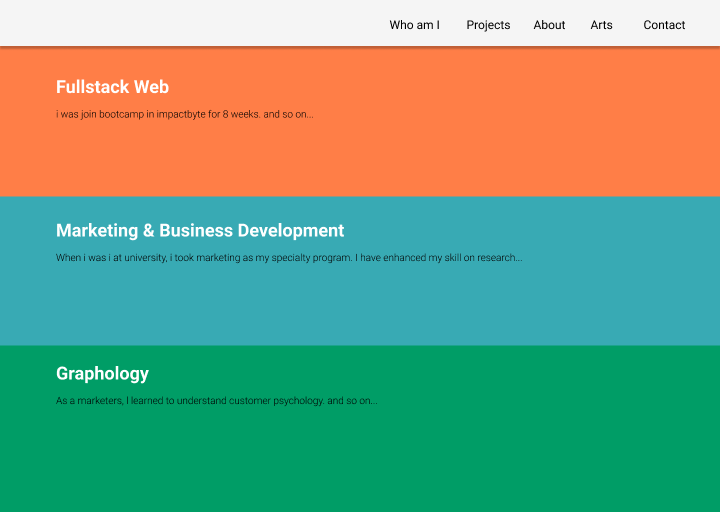 Who am I Projects About Arts Contact
Fullstack Web
i was join bootcamp in impactbyte for 8 weeks. and so on...
Marketing & Business Development
When i was i at university, i took marketing as my specialty program. I have enhanced my skill on research...
Graphology
As a marketers, I learned to understand customer psychology. and so on...